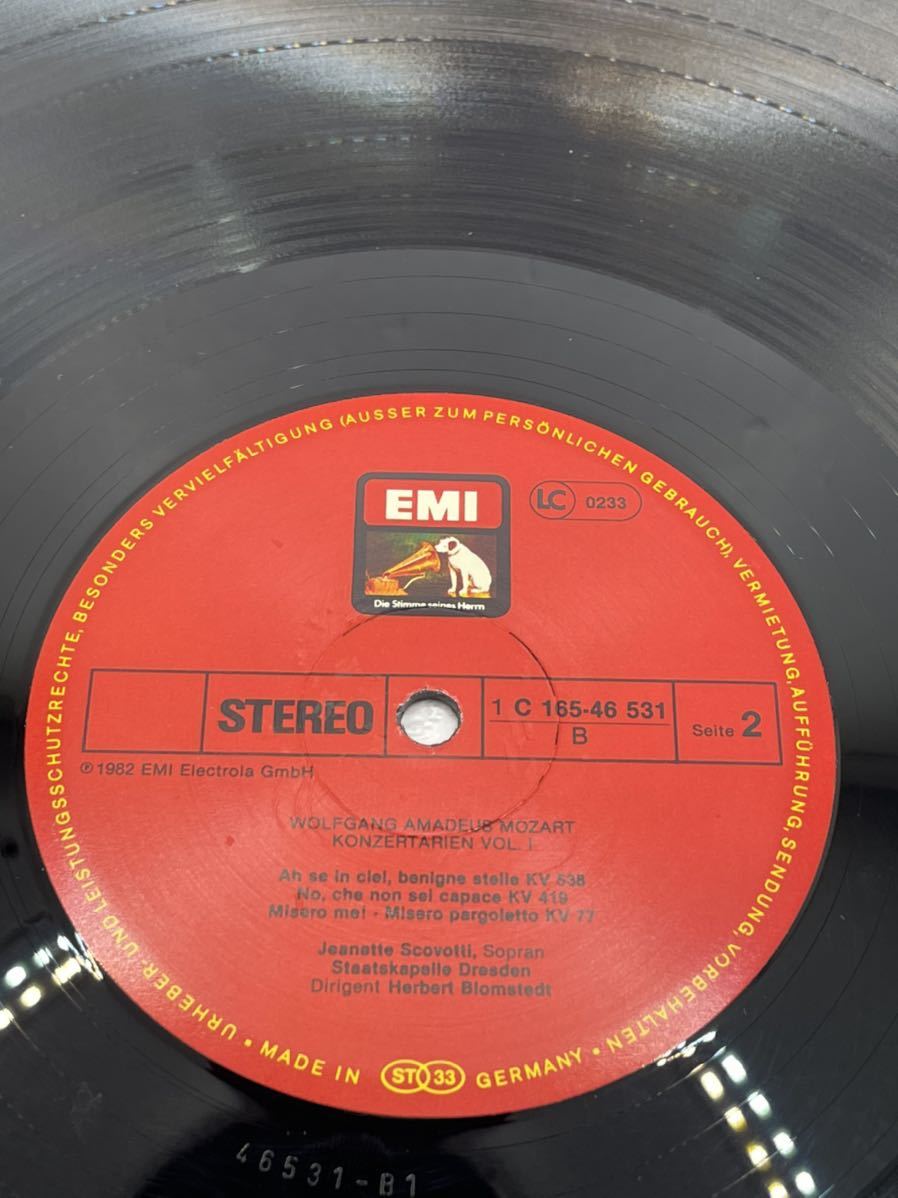 URHEBER UND LEISTUNGSSCHUTZRECHTE, BESONDERS VERVIELFÄLTIGUNG (AUSSER ZUM PERSÖNLICHEN GEBRAUCH), VERMIETUNG, AUFFÜHRUNG, SENDUNG, VORBEHALTEN •
EMI
LC 0233
Die Stimme seines Herrn
STEREO
1 C 165-46 531
B
Seite 2
℗ 1982 EMI Electrola GmbH
WOLFGANG AMADEUS MOZART
KONZERTARIEN VOL. I
Ah se in ciel, benigne stelle KV 538
No, che non sei capace KV 419
Misero me! - Misero pargoletto KV 77
Jeanette Scovotti, Sopran
Staatskapelle Dresden
Dirigent Herbert Blomstedt
• MADE IN ST 33 GERMANY •
46531-B1